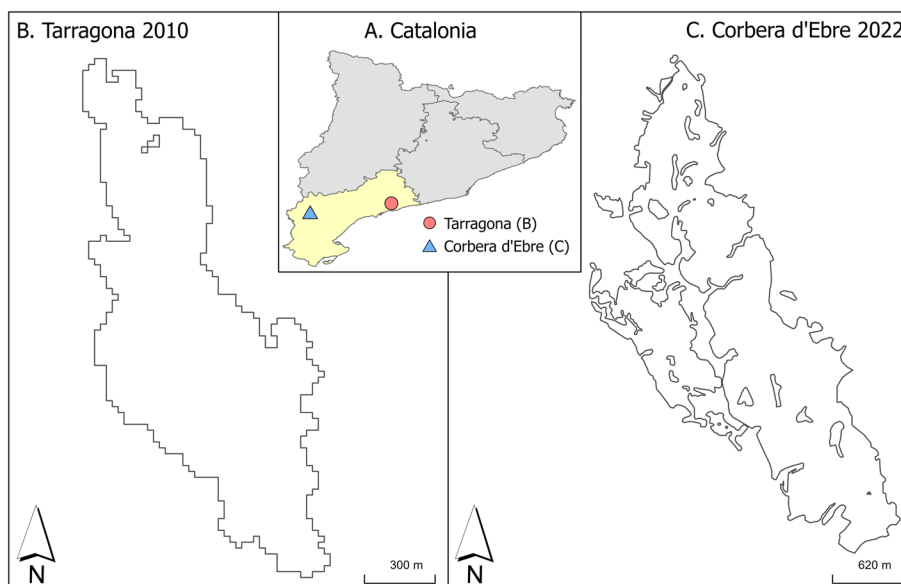 B. Tarragona 2010
A. Catalonia
C. Corbera d'Ebre 2022
Tarragona (B)
Corbera d'Ebre (C)
N
300 m
N
620 m